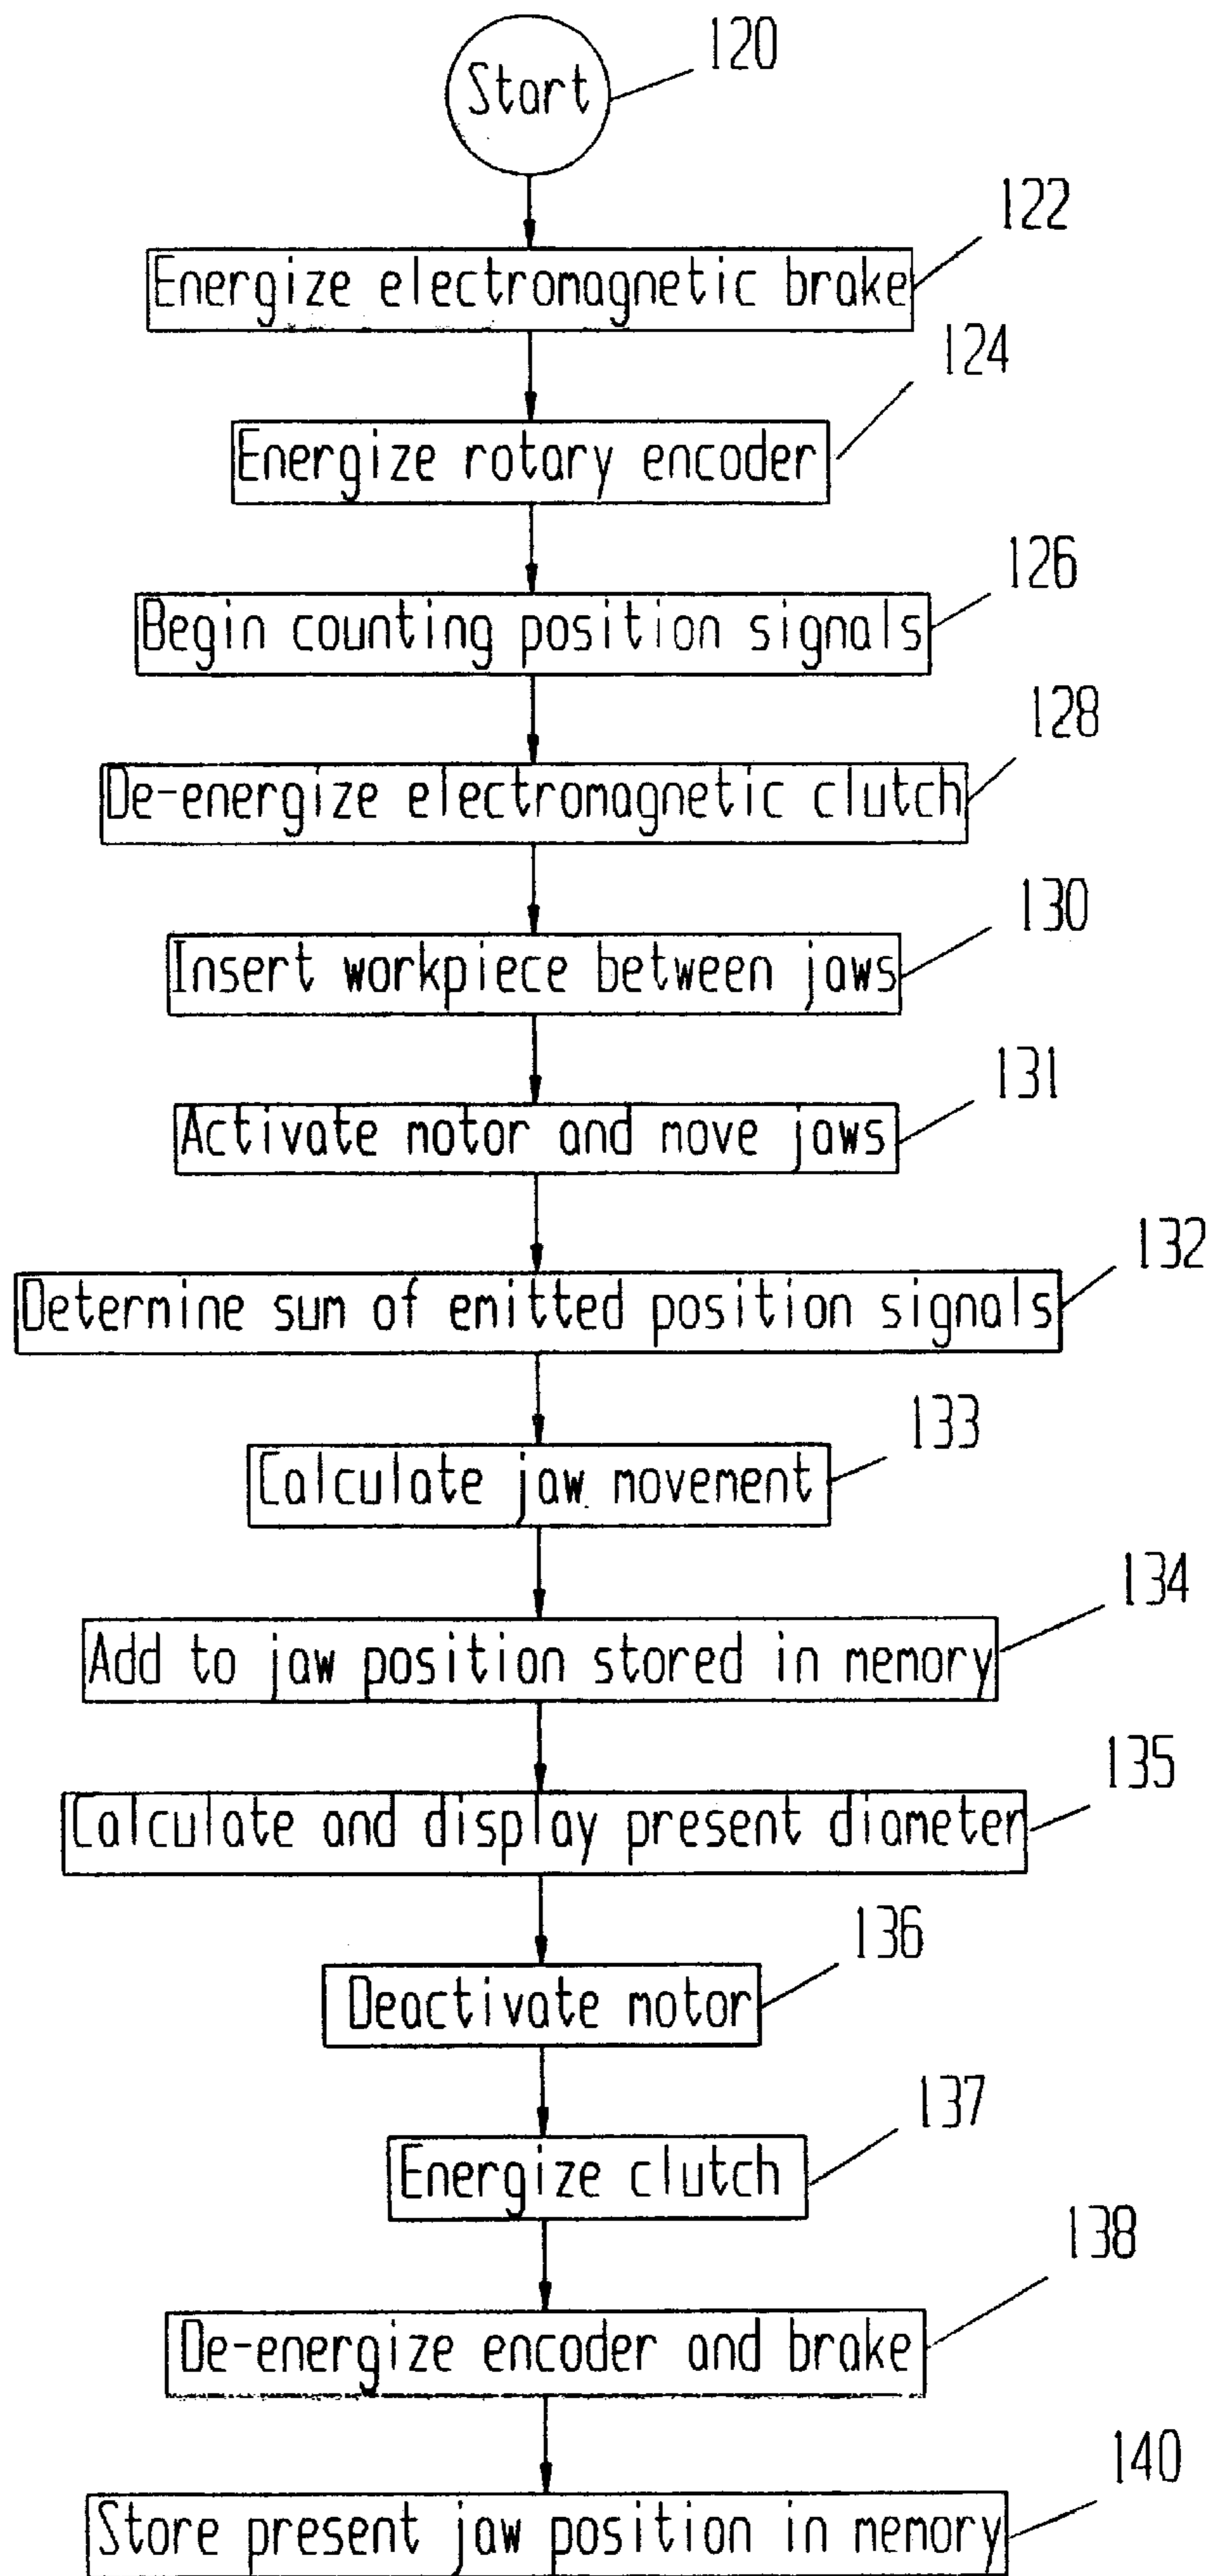 Start
120
122
Energize electromagnetic brake
124
Energize rotary encoder
126
Begin counting position signals
128
De-energize electromagnetic clutch
130
Insert workpiece between jaws
131
Activate motor and move jaws
132
Determine sum of emitted position signals
133
Calculate jaw movement
134
Add to jaw position stored in memory
135
Calculate and display present diameter
136
Deactivate motor
137
Energize clutch
138
De-energize encoder and brake
140
Store present jaw position in memory